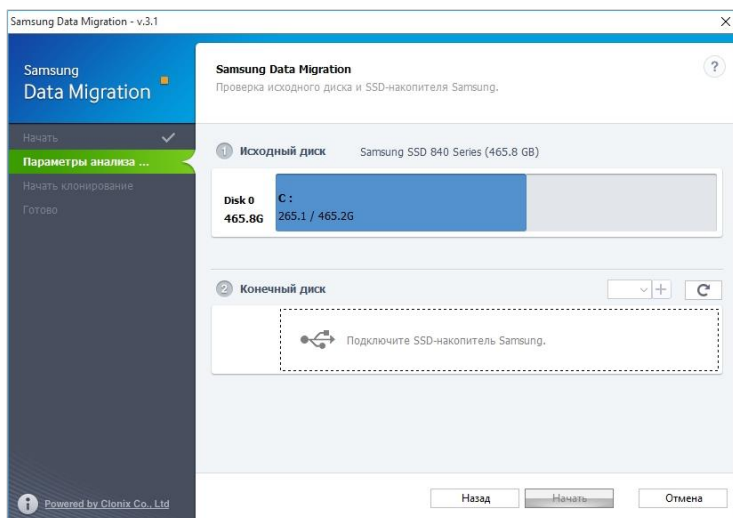 Samsung Data Migration - v.3.1
Samsung
Data Migration
Samsung Data Migration
Проверка исходного диска и SSD-накопителя Samsung.
?
Начать
Параметры анализа ...
Начать клонирование
Готово
1 Исходный диск Samsung SSD 840 Series (465.8 GB)
Disk 0
465.8G
C :
265.1 / 465.2G
2 Конечный диск
Подключите SSD-накопитель Samsung.
Powered by Clonix Co., Ltd
Назад Начать Отмена